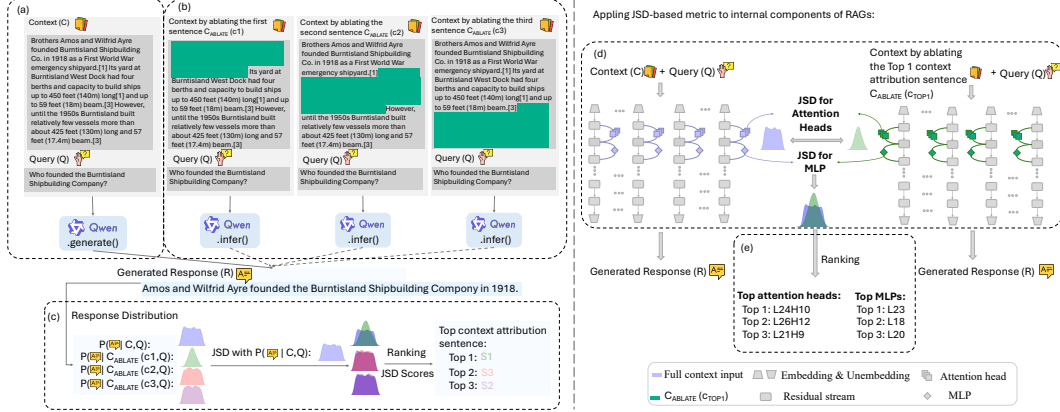 (a)
Context (C)
Brothers Amos and Wilfrid Ayre
founded Burntisland Shipbuilding
Co. in 1918 as a First World War
emergency shipyard.[1] Its yard at
Burntisland West Dock had four
berths and capacity to build ships
up to 450 feet (140m) long[1] and up
to 59 feet (18m) beam.[3] However,
until the 1950s Burntisland built
relatively few vessels more than
about 425 feet (130m) long and 57
feet (17.4m) beam.[3]
Query (Q)
Who founded the Burntisland
Shipbuilding Company?
Qwen
.generate()
(b)
Context by ablating the first
sentence C_ABLATE (c1)
Its yard at
Burntisland West Dock had four
berths and capacity to build ships
up to 450 feet (140m) long[1] and up
to 59 feet (18m) beam.[3] However,
until the 1950s Burntisland built
relatively few vessels more than
about 425 feet (130m) long and 57
feet (17.4m) beam.[3]
Query (Q)
Who founded the Burntisland
Shipbuilding Company?
Qwen
.infer()
Context by ablating the
second sentence C_ABLATE (c2)
Brothers Amos and Wilfrid Ayre
founded Burntisland Shipbuilding
Co. in 1918 as a First World War
emergency shipyard.[1]
However,
until the 1950s Burntisland built
relatively few vessels more than
about 425 feet (130m) long and 57
feet (17.4m) beam.[3]
Query (Q)
Who founded the Burntisland
Shipbuilding Company?
Qwen
.infer()
Context by ablating the third
sentence C_ABLATE (c3)
Brothers Amos and Wilfrid Ayre
founded Burntisland Shipbuilding
Co. in 1918 as a First World War
emergency shipyard.[1] Its yard at
Burntisland West Dock had four
berths and capacity to build ships
up to 450 feet (140m) long[1] and
up to 59 feet (18m) beam.[3]
Query (Q)
Who founded the Burntisland
Shipbuilding Company?
Qwen
.infer()
Generated Response (R)
Amos and Wilfrid Ayre founded the Burntisland Shipbuilding Compony in 1918.
(c)
Response Distribution
P( | C,Q):
P( | C_ABLATE (c1,Q):
P( | C_ABLATE (c2,Q):
P( | C_ABLATE (c3,Q):
JSD with P( | C,Q):
Ranking
JSD Scores
Top context attribution
sentence:
Top 1: S1
Top 2: S3
Top 3: S2
Applying JSD-based metric to internal components of RAGs:
(d)
Context (C) + Query (Q)
Context by ablating
the Top 1 context
attribution sentence
C_ABLATE (c_TOP1)
+ Query (Q)
JSD for
Attention
Heads
JSD for
MLP
Generated Response (R)
Generated Response (R)
Ranking
(e)
Top attention heads:
Top 1: L24H10
Top 2: L26H12
Top 3: L21H9
Top MLPs:
Top 1: L23
Top 2: L18
Top 3: L20
Full context input
Embedding & Unembedding
Attention head
C_ABLATE (c_TOP1)
Residual stream
MLP